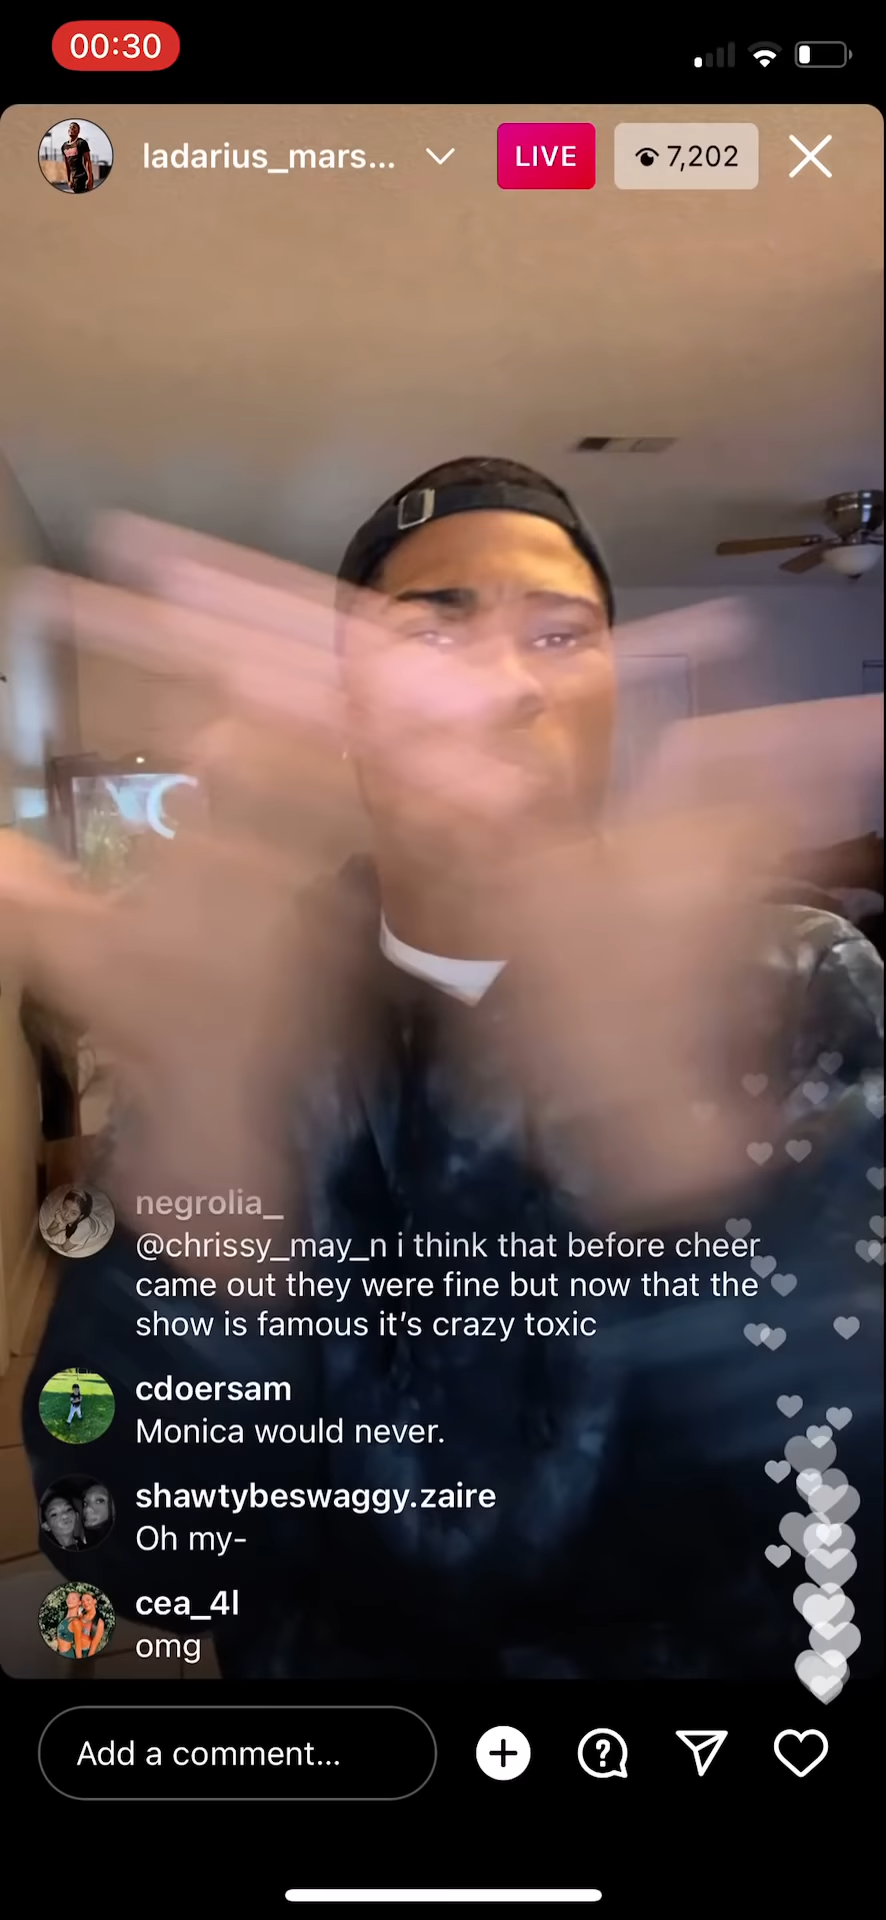 00:30
ladarius_mars...
LIVE
7,202
negrolia_
@chrissy_may_n i think that before cheer
came out they were fine but now that the
show is famous it’s crazy toxic
cdoersam
Monica would never.
shawtybeswaggy.zaire
Oh my-
cea_4l
omg
Add a comment...